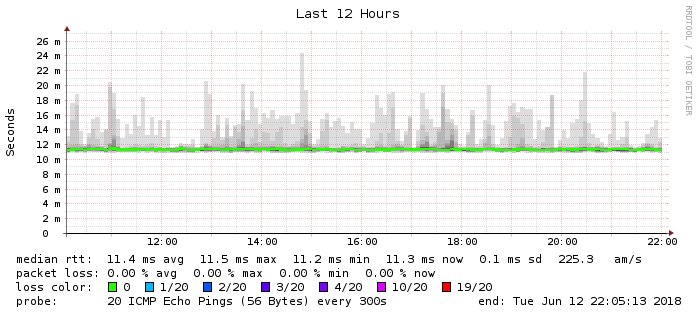 Last 12 Hours
RRDTOOL / TOBI OETIKER
Seconds
26 m
24 m
22 m
20 m
18 m
16 m
14 m
12 m
10 m
8 m
6 m
4 m
2 m
0
12:00 14:00 16:00 18:00 20:00 22:00
median rtt: 11.4 ms avg 11.5 ms max 11.2 ms min 11.3 ms now 0.1 ms sd 225.3 am/s
packet loss: 0.00 % avg 0.00 % max 0.00 % min 0.00 % now
loss color: 0 1/20 2/20 3/20 4/20 10/20 19/20
probe: 20 ICMP Echo Pings (56 Bytes) every 300s end: Tue Jun 12 22:05:13 2018